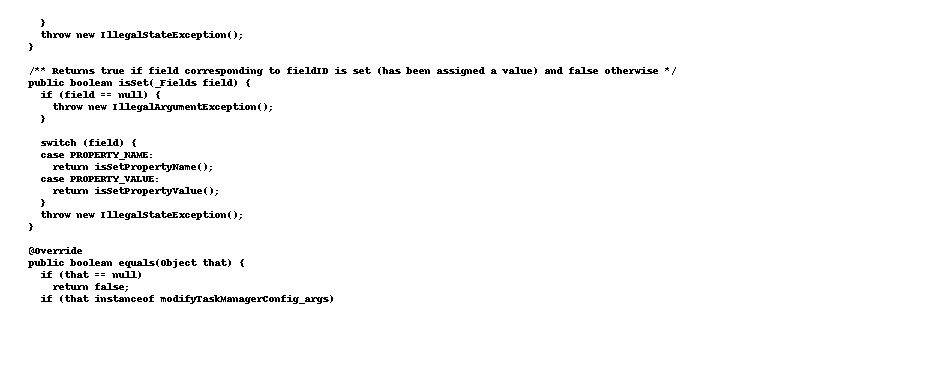 }
throw new IllegalStateException();
}
/** Returns true if field corresponding to fieldID is set (has been assigned a value) and false otherwise */
public boolean isSet(_Fields field) {
if (field == null) {
throw new IllegalArgumentException();
}
switch (field) {
case PROPERTY_NAME:
return isSetPropertyName();
case PROPERTY_VALUE:
return isSetPropertyValue();
}
throw new IllegalStateException();
}
@Override
public boolean equals(Object that) {
if (that == null)
return false;
if (that instanceof modifyTaskManagerConfig_args)